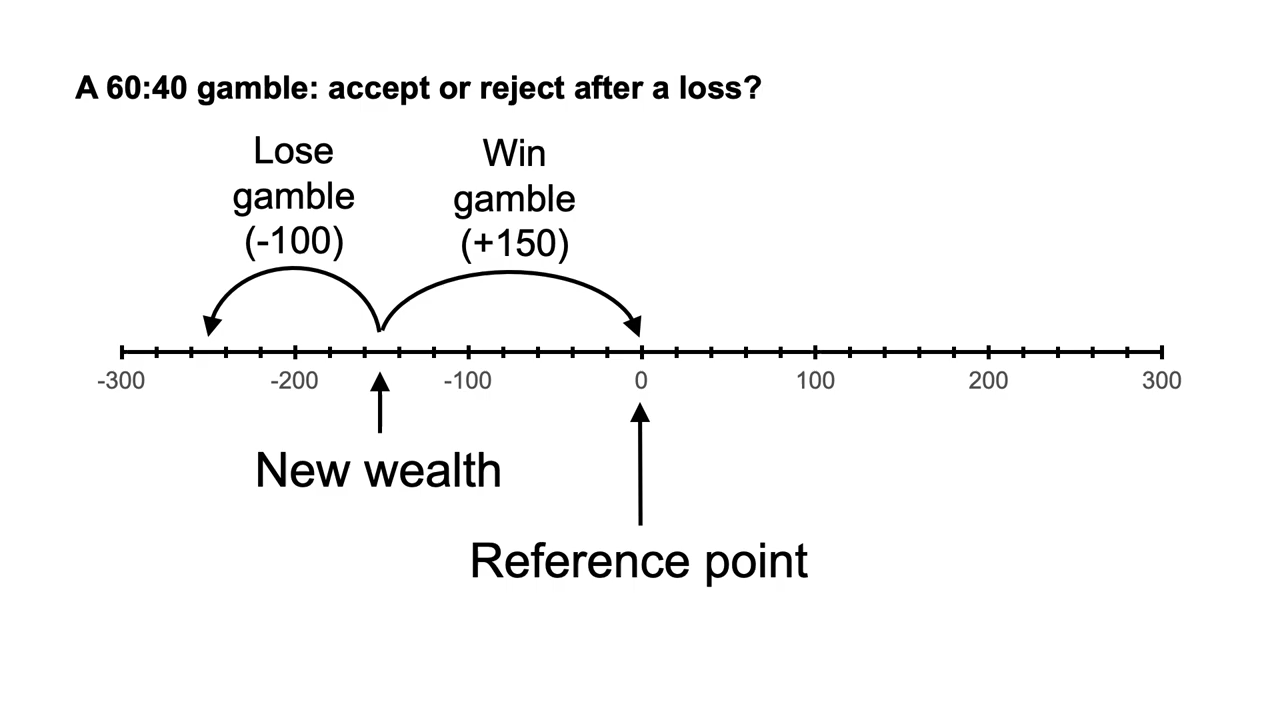 A 60:40 gamble: accept or reject after a loss?
Lose
gamble
(-100)
Win
gamble
(+150)
-300
-200
-100
0
100
200
300
New wealth
Reference point